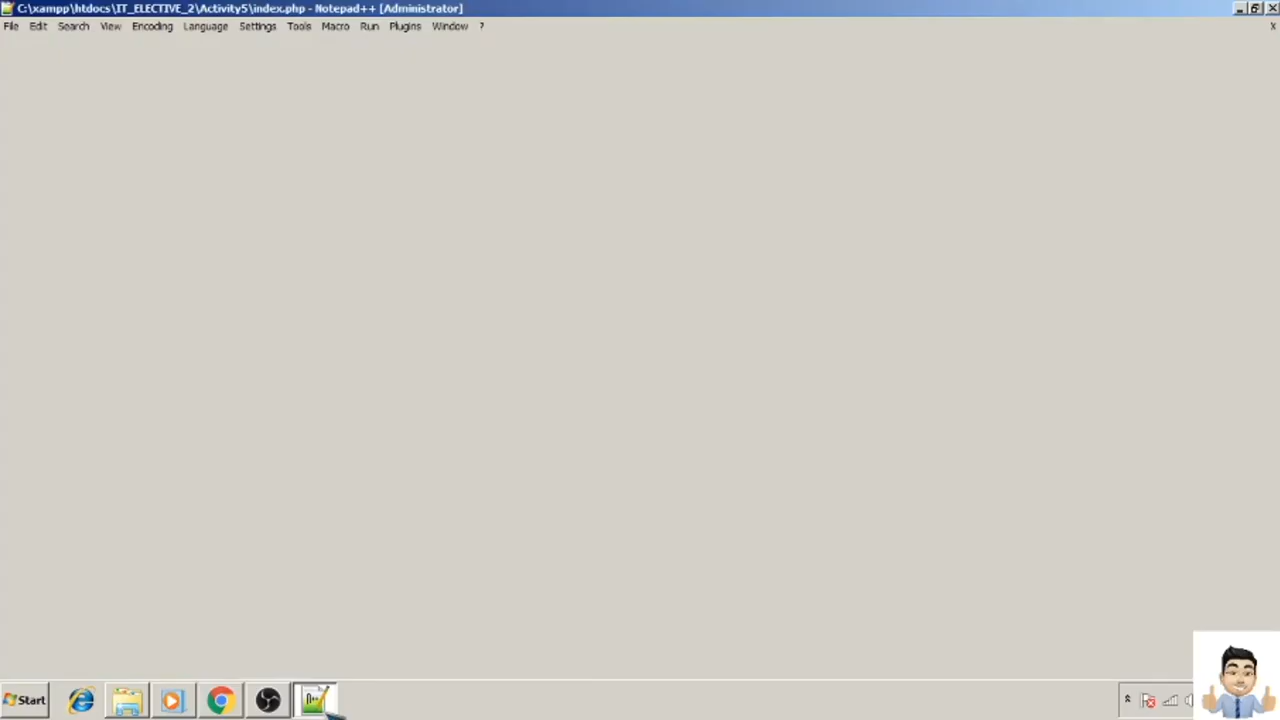 C:\xampp\htdocs\IT_ELECTIVE_2\Activity5\index.php - Notepad++ [Administrator]
File Edit Search View Encoding Language Settings Tools Macro Run Plugins Window ? X
Start